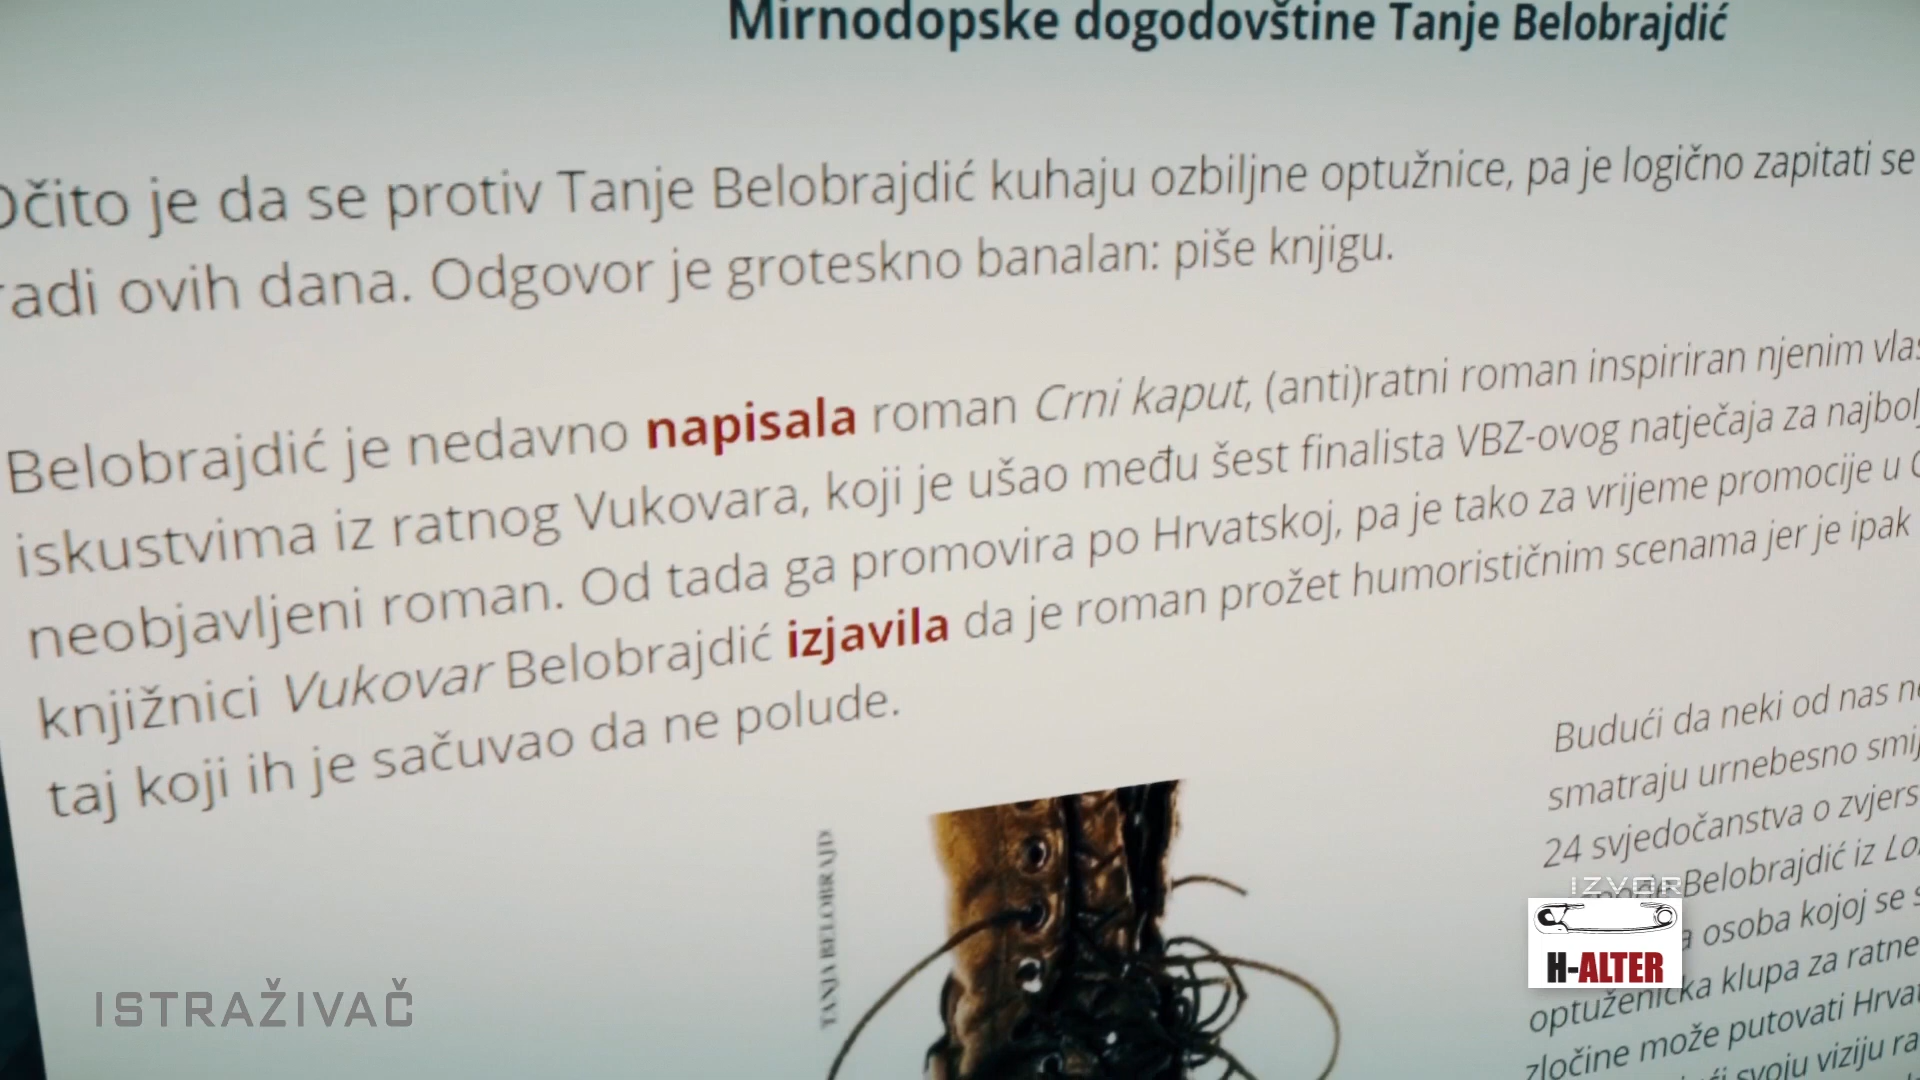 Mirnodopske dogodovštine Tanje Belobrajdić
Očito je da se protiv Tanje Belobrajdić kuhaju ozbiljne optužnice, pa je logično zapitati se
radi ovih dana. Odgovor je groteskno banalan: piše knjigu.
Belobrajdić je nedavno napisala roman Crni kaput, (anti)ratni roman inspiriran njenim
iskustvima iz ratnog Vukovara, koji je ušao među šest finalista VBZ-ovog natječaja za
neobjavljeni roman. Od tada ga promovira po Hrvatskoj, pa je tako za vrijeme promocije u
knjižnici Vukovar Belobrajdić izjavila da je roman prožet humorističnim scenama jer je ipak
taj koji ih je sačuvao da ne polude.
Budući da neki od nas
smatraju urnebesno
24 svjedočanstva o
Belobrajdić iz
osoba kojoj se
optuženička klupa za ratne
zločine može putovati
svoju viziju
TANJA BELOBRAJD
IZVOR
H-ALTER
ISTRAŽIVAČ